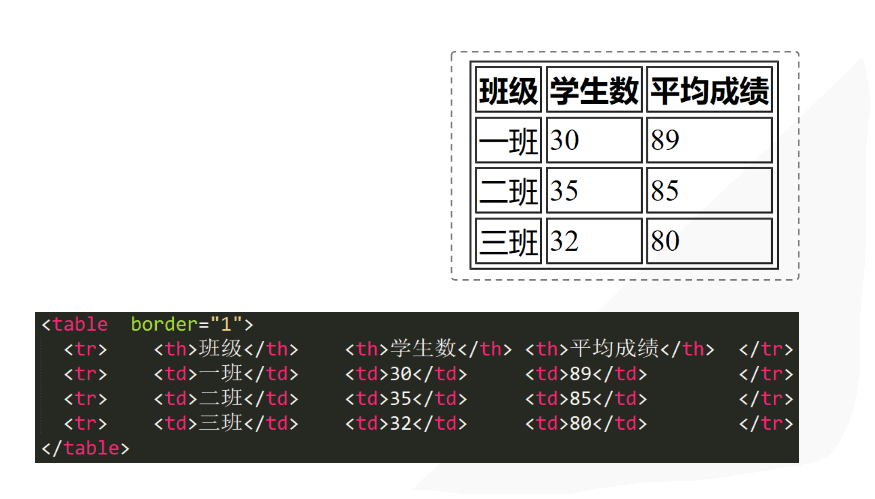 班级 学生数 平均成绩
一班 30 89
二班 35 85
三班 32 80
<table border="1">
<tr> <th>班级</th> <th>学生数</th> <th>平均成绩</th> </tr>
<tr> <td>一班</td> <td>30</td> <td>89</td> </tr>
<tr> <td>二班</td> <td>35</td> <td>85</td> </tr>
<tr> <td>三班</td> <td>32</td> <td>80</td> </tr>
</table>